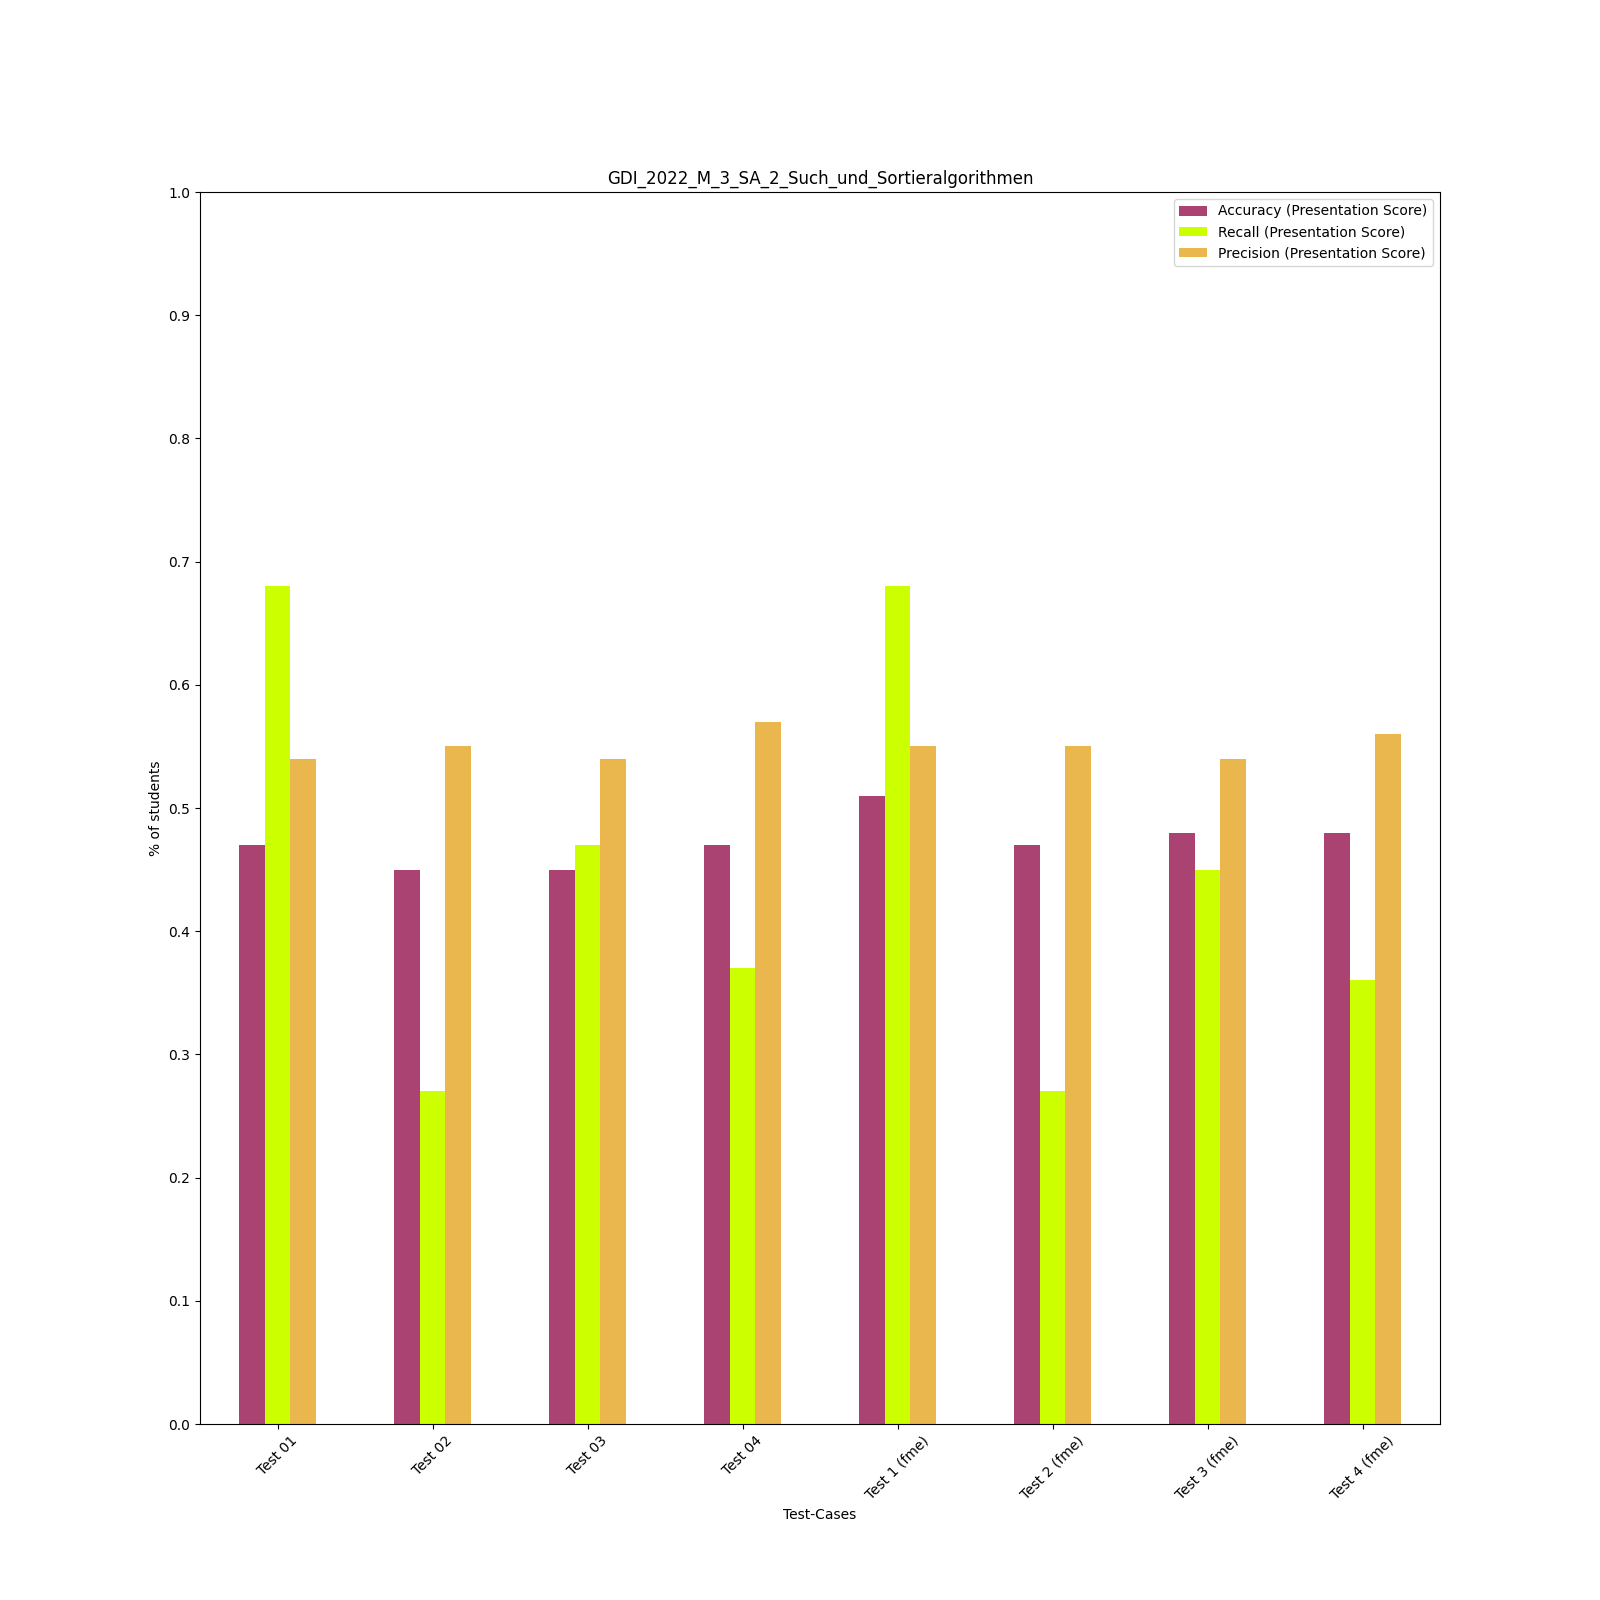 GDI_2022_M_3_SA_2_Such_und_Sortieralgorithmen
Accuracy (Presentation Score)
Recall (Presentation Score)
Precision (Presentation Score)
1.0
0.9
0.8
0.7
0.6
0.5
0.4
0.3
0.2
0.1
0.0
% of students
Test 01
Test 02
Test 03
Test 04
Test 1 (fme)
Test 2 (fme)
Test 3 (fme)
Test 4 (fme)
Test-Cases